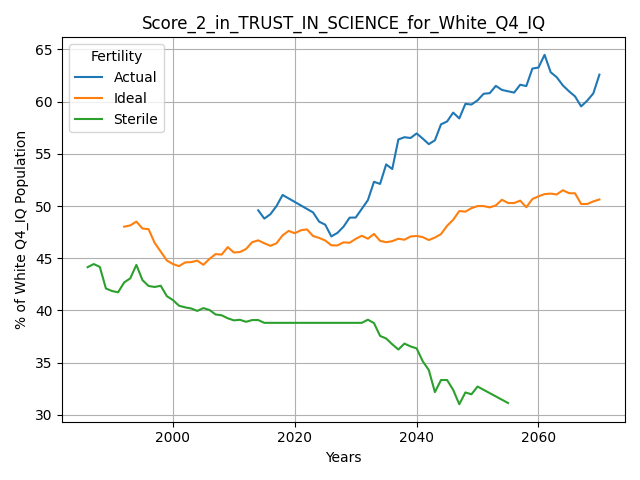 Score_2_in_TRUST_IN_SCIENCE_for_White_Q4_IQ
Fertility
Actual
Ideal
Sterile
% of White Q4_IQ Population
65
60
55
50
45
40
35
30
2000
2020
2040
2060
Years